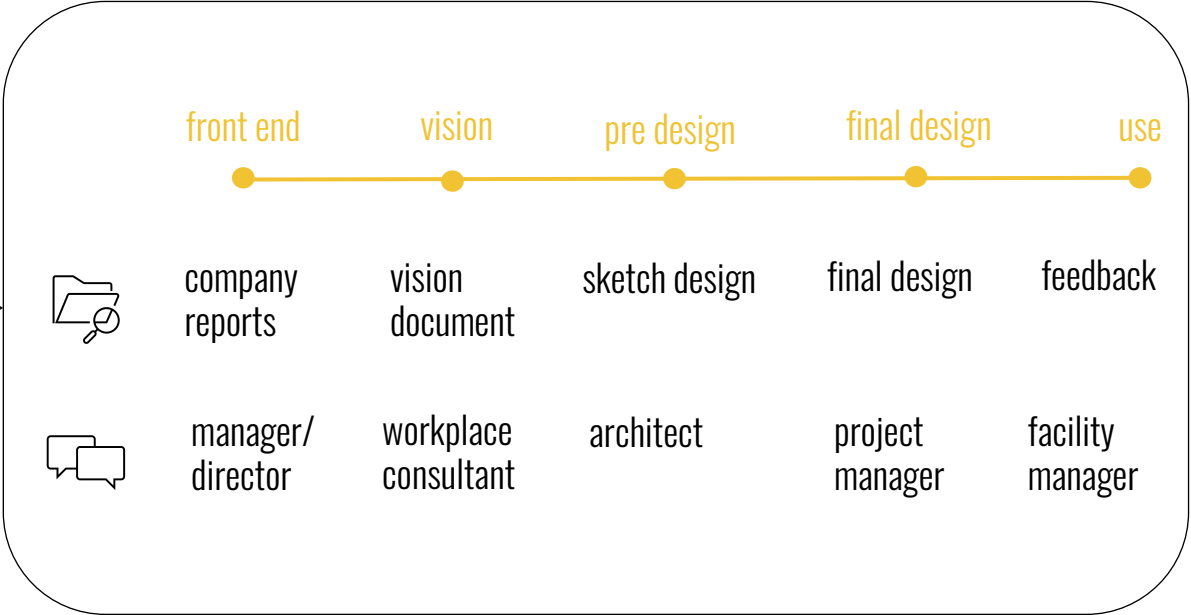 front end
vision
pre design
final design
use
company
reports
vision
document
sketch design
final design
feedback
manager/
director
workplace
consultant
architect
project
manager
facility
manager